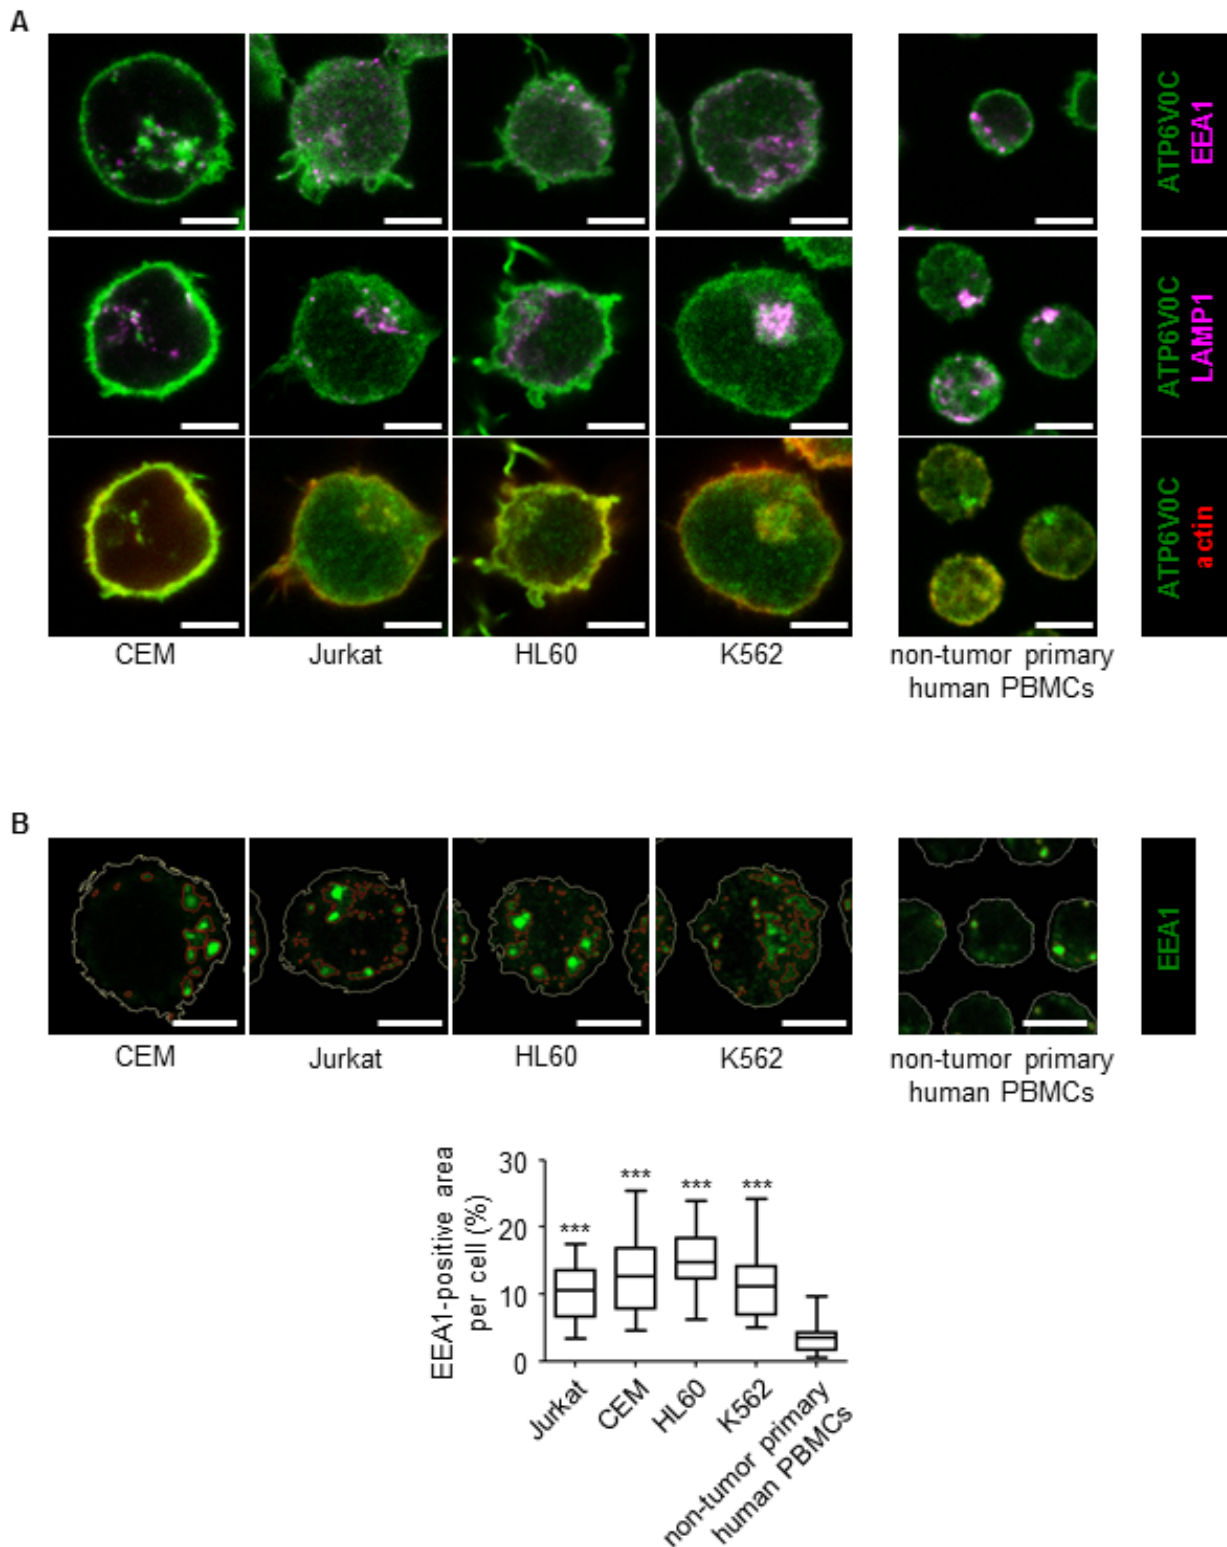 A
ATP6V0C
EEA1
ATP6V0C
LAMP1
ATP6V0C
actin
CEM
Jurkat
HL60
K562
non-tumor primary
human PBMCs
B
EEA1
CEM
Jurkat
HL60
K562
non-tumor primary
human PBMCs
EEA1-positive area
per cell (%)
30
20
10
0
***
***
***
***
Jurkat
CEM
HL60
K562
non-tumor primary
human PBMCs